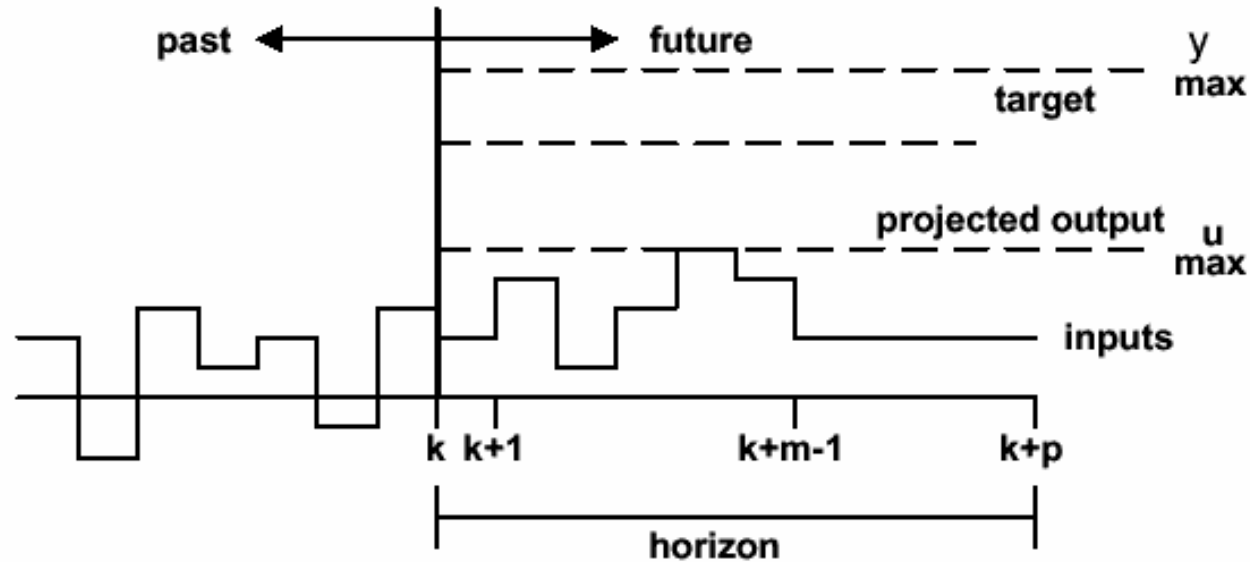 past
future
y
max
target
projected output
u
max
inputs
k
k+1
k+m-1
k+p
horizon